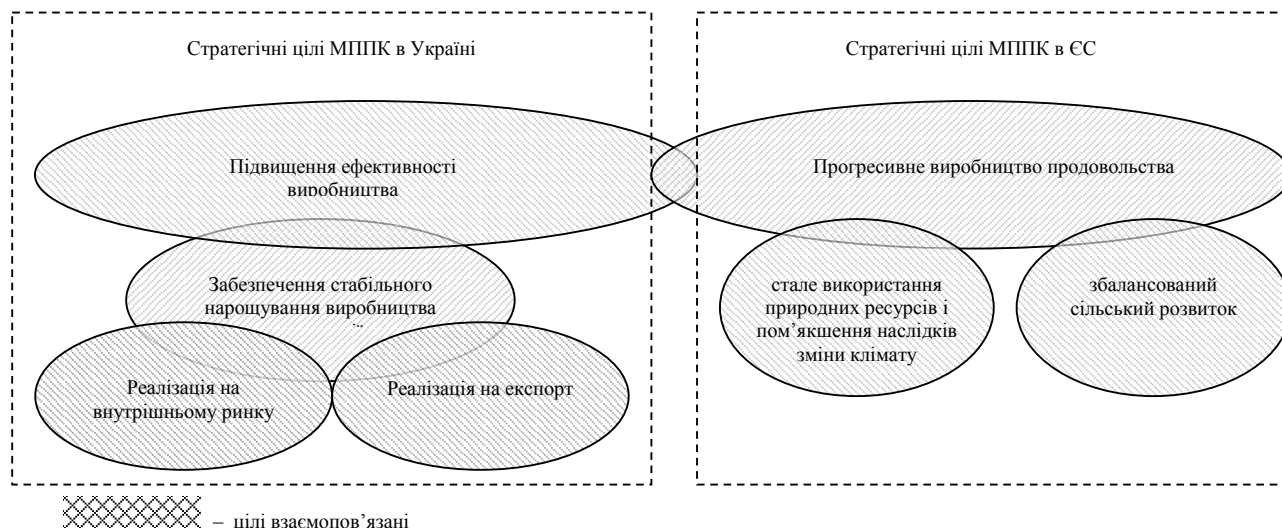 Стратегічні цілі МППК в Україні
Стратегічні цілі МППК в ЄС
Підвищення ефективності
виробництва
Прогресивне виробництво продовольства
Забезпечення стабільного
нарощування виробництва
стале використання
природних ресурсів і
пом’якшення наслідків
зміни клімату
збалансований
сільський розвиток
Реалізація на
внутрішньому ринку
Реалізація на експорт
– цілі взаємопов’язані